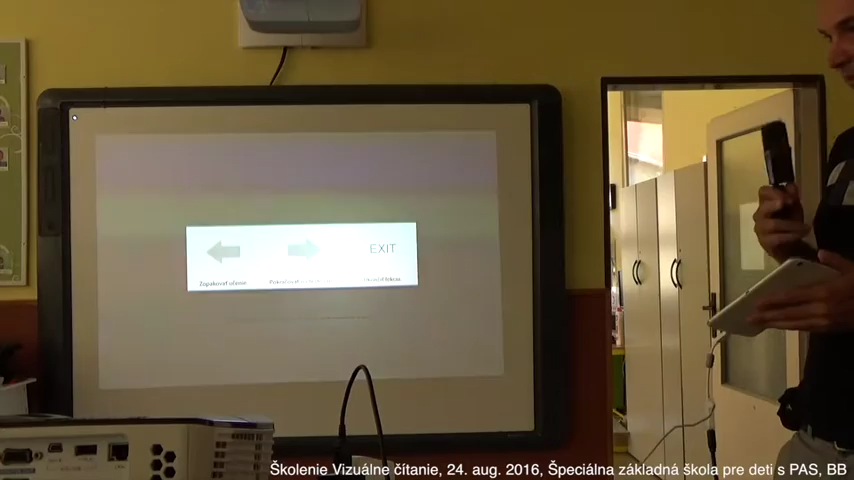 EXIT
Zopakovať učenie
Školenie Vizuálne čítanie, 24. aug. 2016, Špeciálna základná škola pre deti s PAS, BB